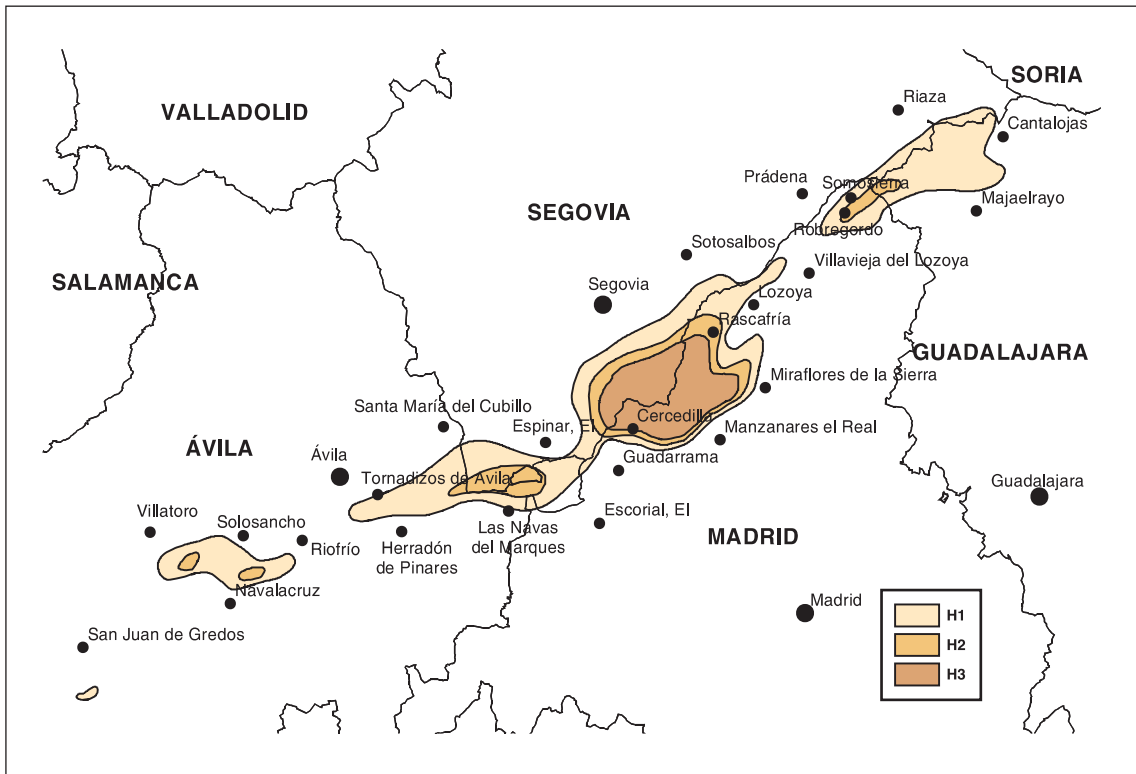 SORIA
Riaza
VALLADOLID
Cantalojas
Prádena
Somosierra
SEGOVIA
Majaelrayo
Robregordo
Sotosalbos
Villavieja del Lozoya
SALAMANCA
Segovia
Lozoya
Rascafría
GUADALAJARA
Miraflores de la Sierra
Santa María del Cubillo
Espinar, El
Cercedilla
Manzanares el Real
ÁVILA
Ávila
Guadarrama
Tornadizos de Avila
Guadalajara
Villatoro
Solosancho
Las Navas
del Marques
Escorial, El
MADRID
Riofrío
Herradón
de Pinares
Navalacruz
Madrid
San Juan de Gredos
H1
H2
H3